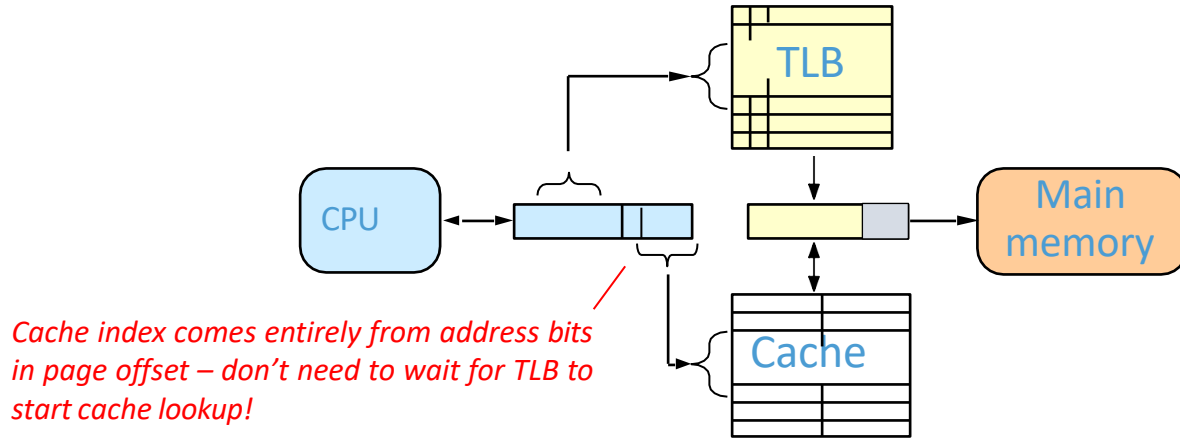 TLB
CPU
Main
memory
Cache index comes entirely from address bits
in page offset – don’t need to wait for TLB to
start cache lookup!
Cache